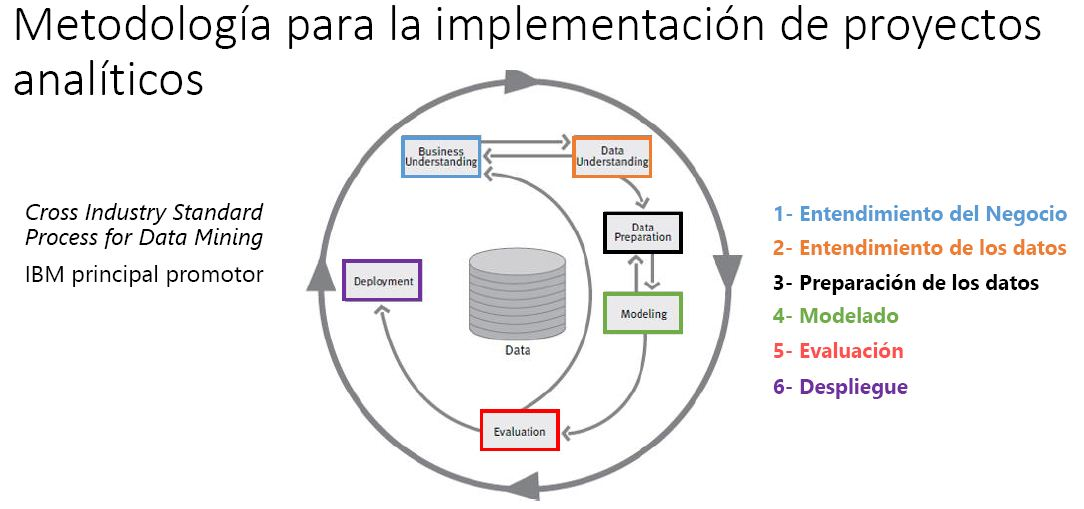 Metodología para la implementación de proyectos
analíticos
Cross Industry Standard
Process for Data Mining
IBM principal promotor
Business
Understanding
Data
Understanding
Data
Preparation
Modeling
Evaluation
Deployment
Data
1- Entendimiento del Negocio
2- Entendimiento de los datos
3- Preparación de los datos
4- Modelado
5- Evaluación
6- Despliegue